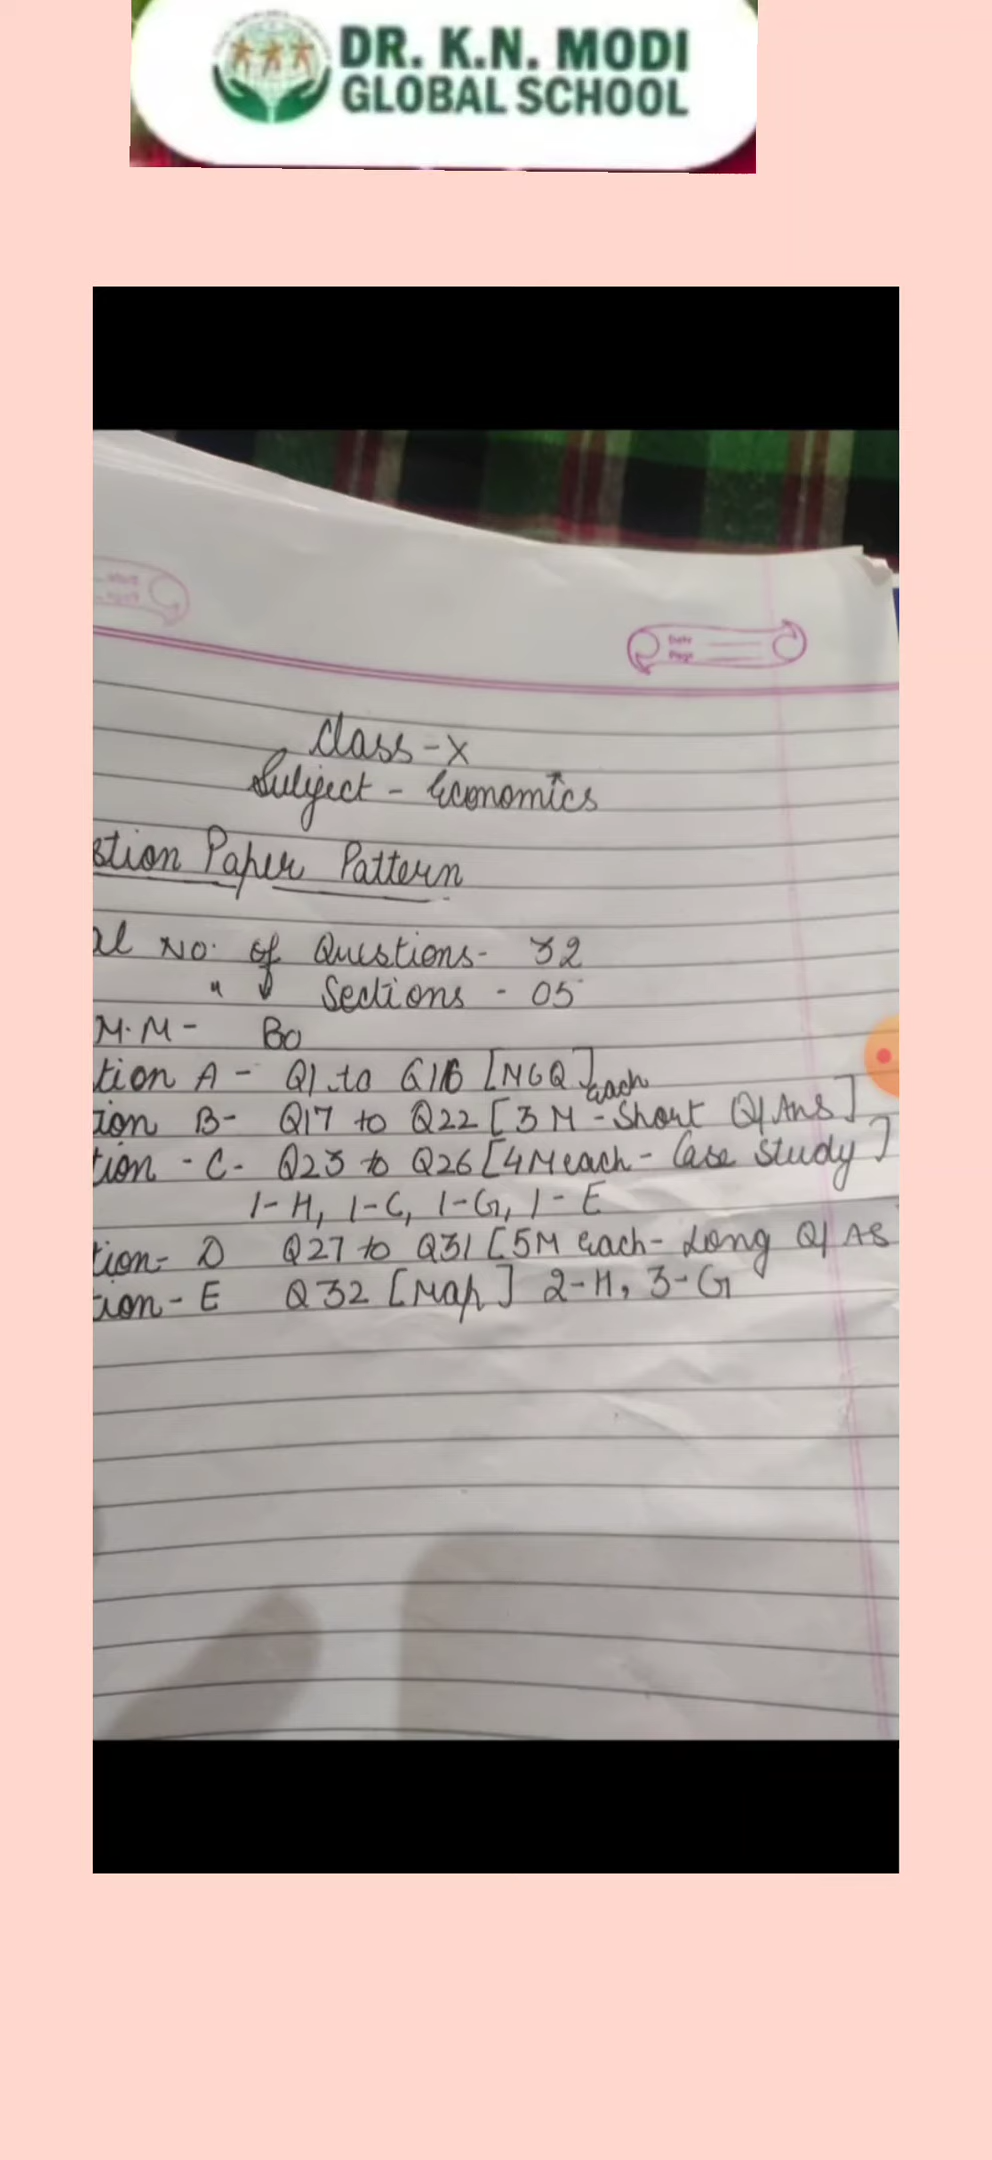 DR. K.N. MODI
GLOBAL SCHOOL
Date
Page
Class-X
Subject - Economics
stion Paper Pattern
al No. of Questions- 32
" ↓ Sections - 05
M.M- 80
tion A - Q1 to Q16 [MCQ] each
ion B- Q17 to Q22 [3 M - Short Q/Ans]
tion - C- Q23 to Q26 [4M each - Case Study]
1-H, 1-C, 1-G, 1-E
tion- D Q27 to Q31 [5M each- Long Q/AS
ion - E Q32 [Map] 2-H, 3-G